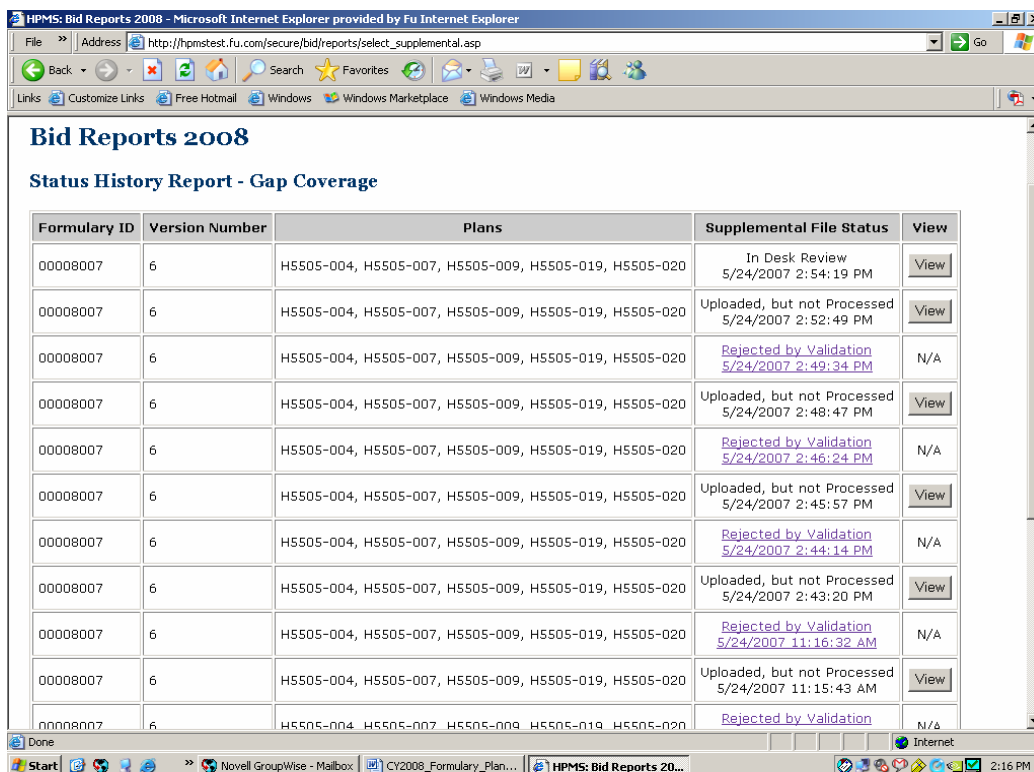 HPMS: Bid Reports 2008 - Microsoft Internet Explorer provided by Fu Internet Explorer
File » Address http://hpmstest.fu.com/secure/bid/reports/select_supplemental.asp Go
Back Search Favorites
Links Customize Links Free Hotmail Windows Windows Marketplace Windows Media
Bid Reports 2008
Status History Report - Gap Coverage
Formulary ID Version Number Plans Supplemental File Status View
00008007 6 H5505-004, H5505-007, H5505-009, H5505-019, H5505-020 In Desk Review View
5/24/2007 2:54:19 PM
00008007 6 H5505-004, H5505-007, H5505-009, H5505-019, H5505-020 Uploaded, but not Processed View
5/24/2007 2:52:49 PM
00008007 6 H5505-004, H5505-007, H5505-009, H5505-019, H5505-020 Rejected by Validation N/A
5/24/2007 2:49:34 PM
00008007 6 H5505-004, H5505-007, H5505-009, H5505-019, H5505-020 Uploaded, but not Processed View
5/24/2007 2:48:47 PM
00008007 6 H5505-004, H5505-007, H5505-009, H5505-019, H5505-020 Rejected by Validation N/A
5/24/2007 2:46:24 PM
00008007 6 H5505-004, H5505-007, H5505-009, H5505-019, H5505-020 Uploaded, but not Processed View
5/24/2007 2:45:57 PM
00008007 6 H5505-004, H5505-007, H5505-009, H5505-019, H5505-020 Rejected by Validation N/A
5/24/2007 2:44:14 PM
00008007 6 H5505-004, H5505-007, H5505-009, H5505-019, H5505-020 Uploaded, but not Processed View
5/24/2007 2:43:20 PM
00008007 6 H5505-004, H5505-007, H5505-009, H5505-019, H5505-020 Rejected by Validation N/A
5/24/2007 11:16:32 AM
00008007 6 H5505-004, H5505-007, H5505-009, H5505-019, H5505-020 Uploaded, but not Processed View
5/24/2007 11:15:43 AM
00008007 6 H5505-004, H5505-007, H5505-009, H5505-019, H5505-020 Rejected by Validation N/A
Done Internet
Start » Novell GroupWise - Mailbox CY2008_Formulary_Plan... HPMS: Bid Reports 20... 2:16 PM